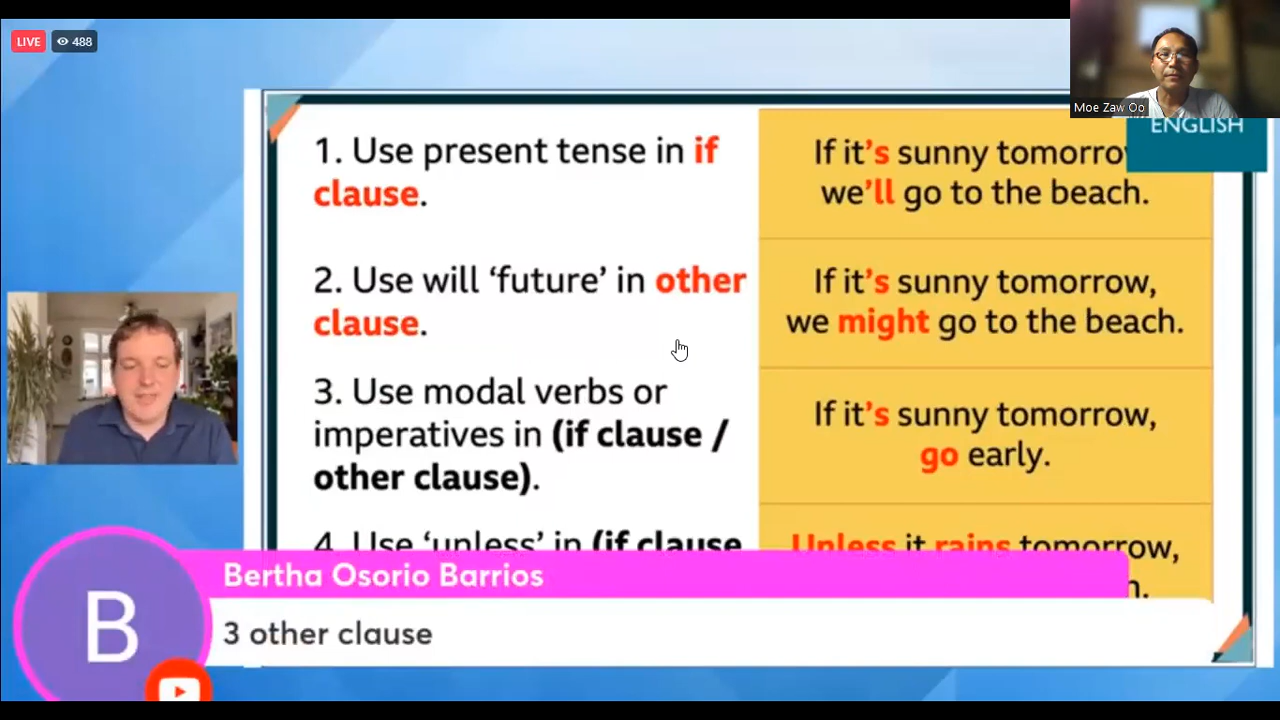 LIVE 488
Moe Zaw Oo
ENGLISH
1. Use present tense in if
clause.
If it's sunny
we'll go to the beach.
2. Use will ‘future’ in other
clause.
If it's sunny tomorrow,
we might go to the beach.
3. Use modal verbs or
imperatives in (if clause /
other clause).
If it's sunny tomorrow,
go early.
4. Use ‘unless’ in (if clause
Unless it rains tomorrow,
B
Bertha Osorio Barrios
3 other clause